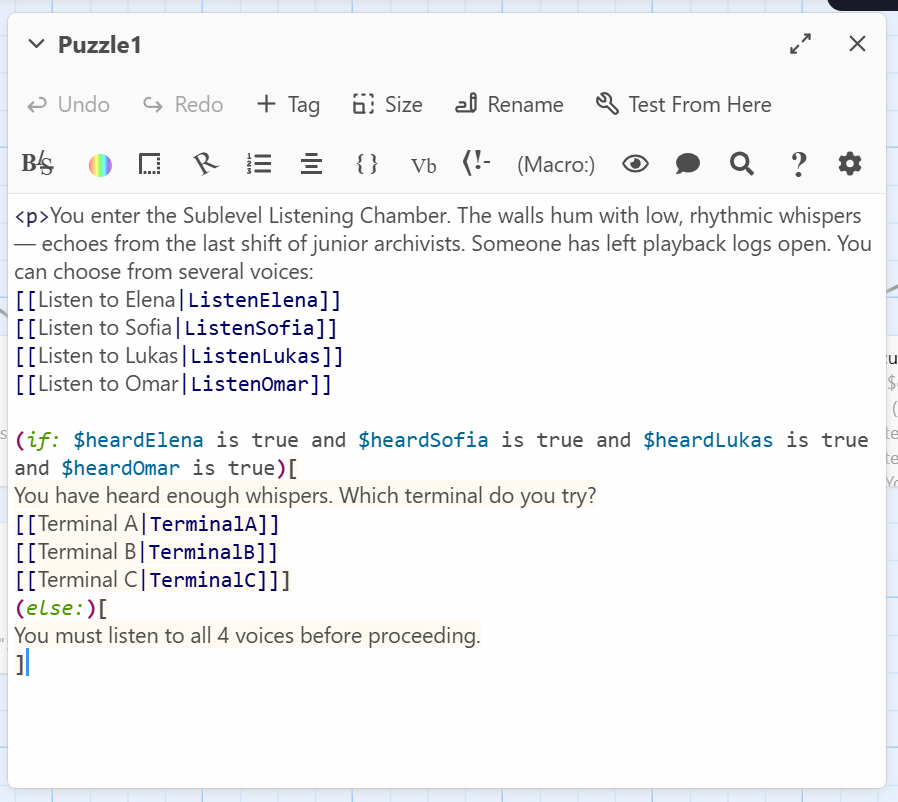 Puzzle1
Undo Redo + Tag Size Rename Test From Here
{ } Vb (!- (Macro:) ?
<p>You enter the Sublevel Listening Chamber. The walls hum with low, rhythmic whispers
— echoes from the last shift of junior archivists. Someone has left playback logs open. You
can choose from several voices:
[[Listen to Elena|ListenElena]]
[[Listen to Sofia|ListenSofia]]
[[Listen to Lukas|ListenLukas]]
[[Listen to Omar|ListenOmar]]
(if: $heardElena is true and $heardSofia is true and $heardLukas is true
and $heardOmar is true)[
You have heard enough whispers. Which terminal do you try?
[[Terminal A|TerminalA]]
[[Terminal B|TerminalB]]
[[Terminal C|TerminalC]]]
(else:)[
You must listen to all 4 voices before proceeding.
]